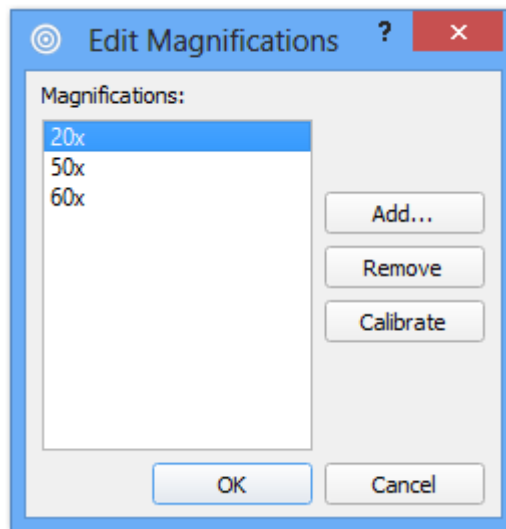 Edit Magnifications ?
Magnifications:
20x
50x
60x
Add...
Remove
Calibrate
OK
Cancel